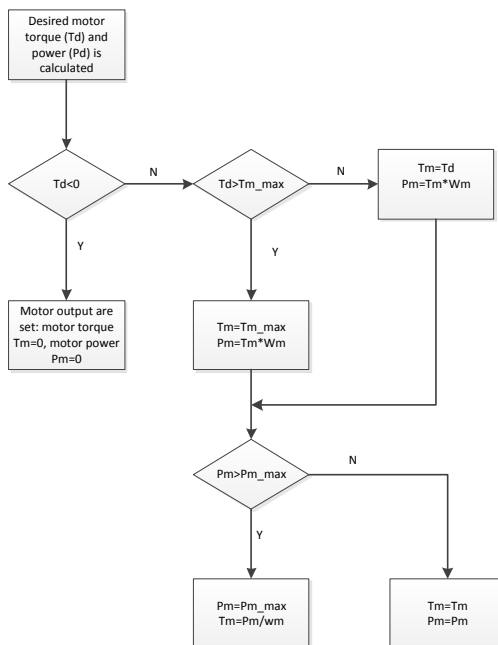 Desired motor
torque (Td) and
power (Pd) is
calculated
Td<0
N
Td>Tm_max
N
Tm=Td
Pm=Tm*Wm
Y
Y
Motor output are
set: motor torque
Tm=0, motor power
Pm=0
Tm=Tm_max
Pm=Tm*Wm
Pm>Pm_max
N
Y
Pm=Pm_max
Tm=Pm/wm
Tm=Tm
Pm=Pm